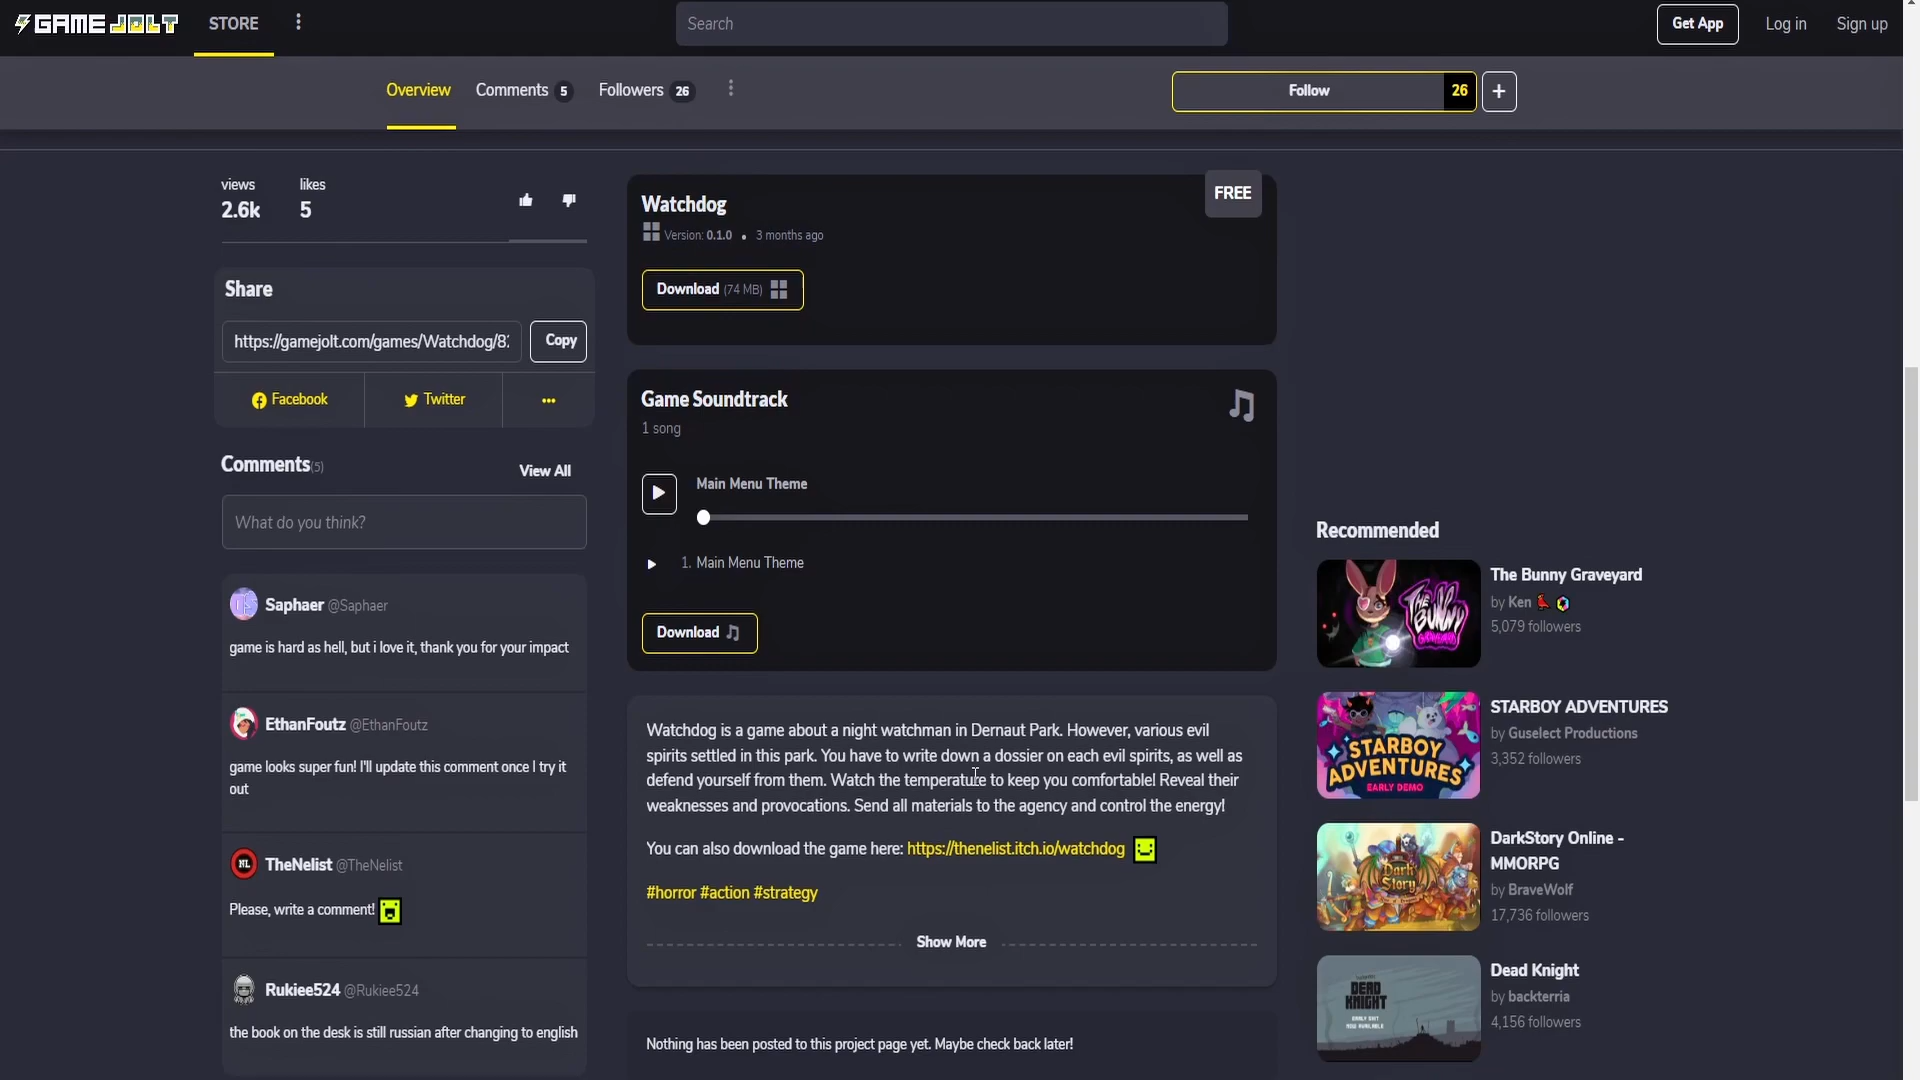 GAME JOLT
STORE
Search
Get App
Log in
Sign up
Overview
Comments 5
Followers 26
Follow
26
+
views
2.6k
likes
5
Share
https://gamejolt.com/games/Watchdog/8
Copy
Facebook
Twitter
Comments(5)
View All
What do you think?
Saphaer @Saphaer
game is hard as hell, but i love it, thank you for your impact
EthanFoutz @EthanFoutz
game looks super fun! I'll update this comment once I try it
out
NL
TheNelist @TheNelist
Please, write a comment!
Rukiee524 @Rukiee524
the book on the desk is still russian after changing to english
Watchdog
FREE
Version: 0.1.0 • 3 months ago
Download (74 MB)
Game Soundtrack
1 song
Main Menu Theme
1. Main Menu Theme
Download
Watchdog is a game about a night watchman in Dernaut Park. However, various evil
spirits settled in this park. You have to write down a dossier on each evil spirits, as well as
defend yourself from them. Watch the temperature to keep you comfortable! Reveal their
weaknesses and provocations. Send all materials to the agency and control the energy!
You can also download the game here: https://thenelist.itch.io/watchdog
#horror #action #strategy
Show More
Nothing has been posted to this project page yet. Maybe check back later!
Recommended
THE BUNNY GRAVEYARD
The Bunny Graveyard
by Ken
5,079 followers
STARBOY
ADVENTURES
EARLY DEMO
STARBOY ADVENTURES
by Guselect Productions
3,352 followers
Dark
Story
DarkStory Online -
MMORPG
by BraveWolf
17,736 followers
DEAD
KNIGHT
Dead Knight
by backterria
4,156 followers